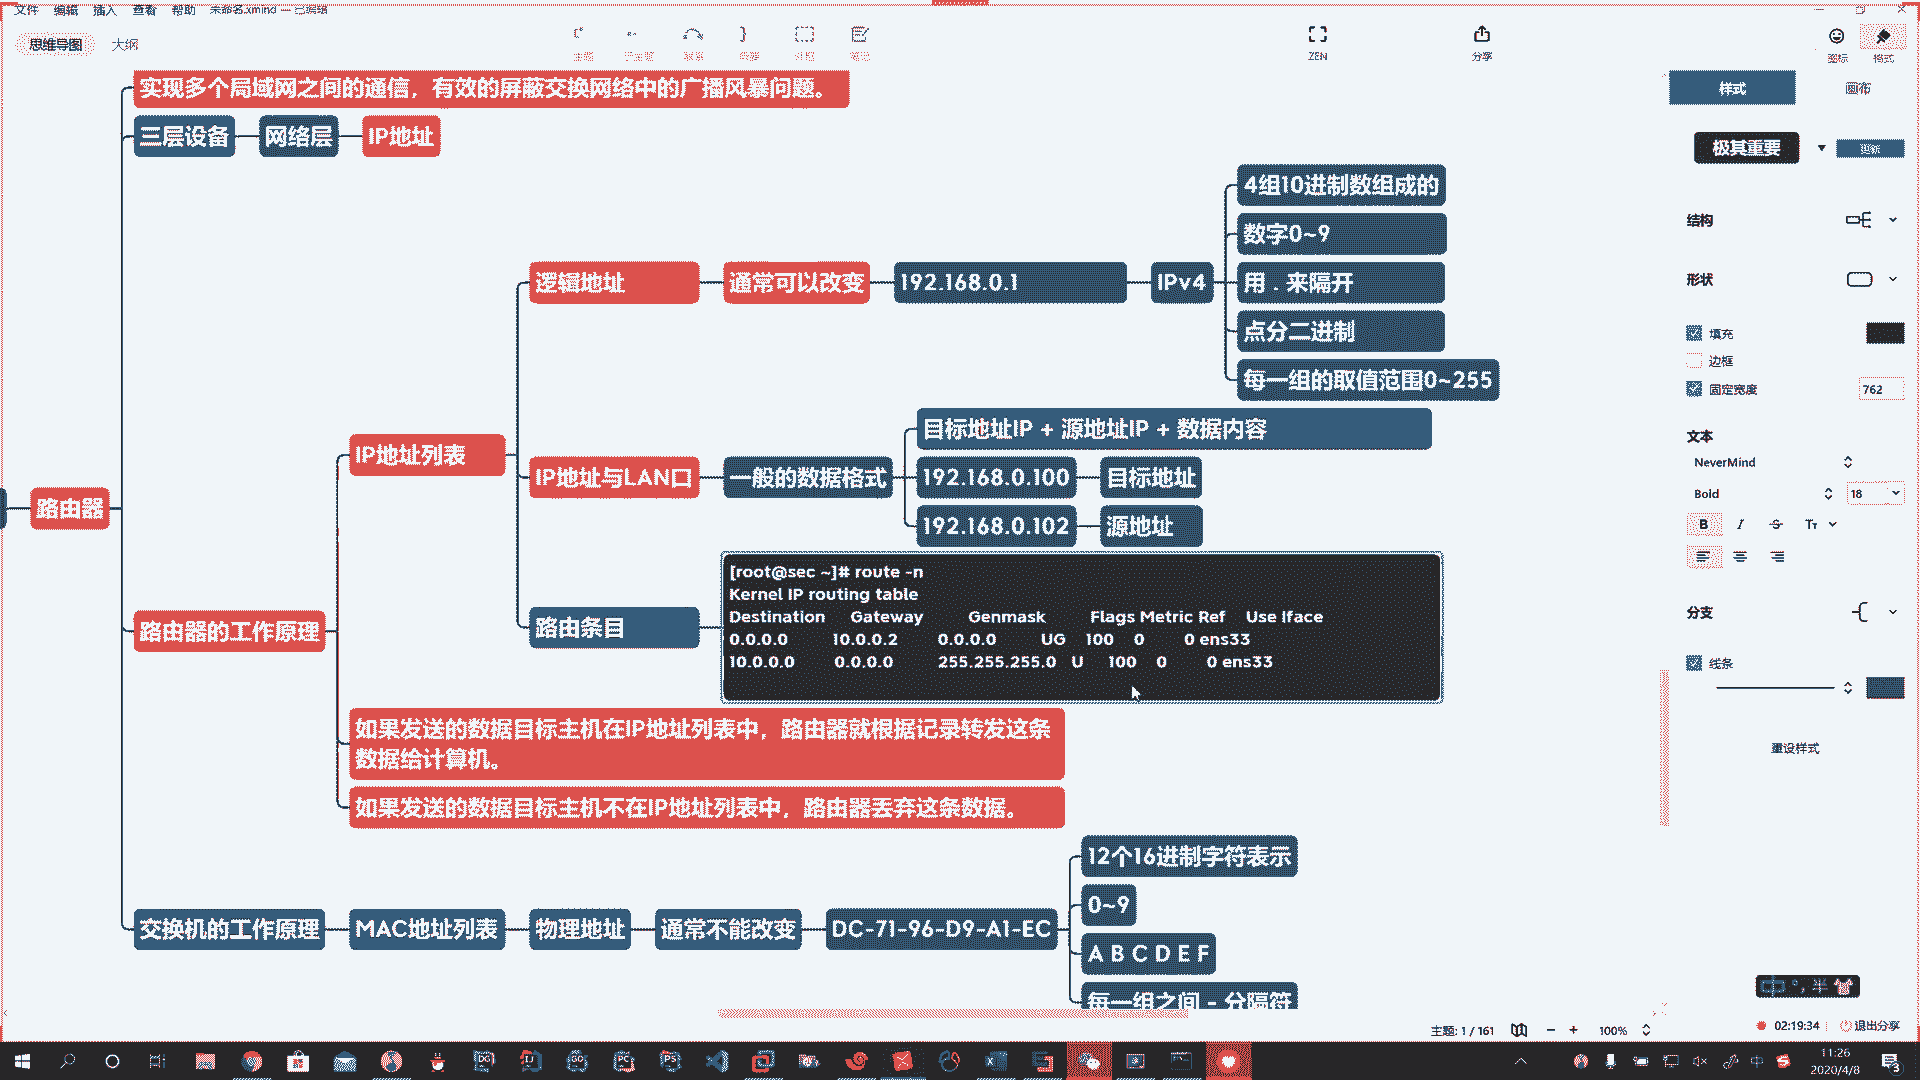 文件 编辑 插入 查看 帮助 未命名.xmind — 已编辑
思维导图 大纲
ZEN
分享
图标
格式
实现多个局域网之间的通信，有效的屏蔽交换网络中的广播风暴问题。
三层设备 网络层 IP地址
4组10进制数组成的
数字0~9
逻辑地址 通常可以改变 192.168.0.1 IPv4 用 . 来隔开
点分二进制
每一组的取值范围0~255
目标地址IP + 源地址IP + 数据内容
IP地址列表
IP地址与LAN口 一般的数据格式 192.168.0.100 目标地址
路由器
192.168.0.102 源地址
[root@sec ~]# route -n
Kernel IP routing table
Destination Gateway Genmask Flags Metric Ref Use Iface
0.0.0.0 10.0.0.2 0.0.0.0 UG 100 0 0 ens33
10.0.0.0 0.0.0.0 255.255.255.0 U 100 0 0 ens33
路由器的工作原理
路由条目
如果发送的数据目标主机在IP地址列表中，路由器就根据记录转发这条
数据给计算机。
如果发送的数据目标主机不在IP地址列表中，路由器丢弃这条数据。
12个16进制字符表示
0~9
交换机的工作原理 MAC地址列表 物理地址 通常不能改变 DC-71-96-D9-A1-EC
A B C D E F
每一组之间 - 分隔符
样式 画布
极其重要 更新
结构
形状
填充
边框
固定宽度 762
文本
NeverMind
Bold 18
B I S Tт
分支
线条
重设样式
中 半
主题: 1 / 161 100%
02:19:34 退出分享
11:26
2020/4/8